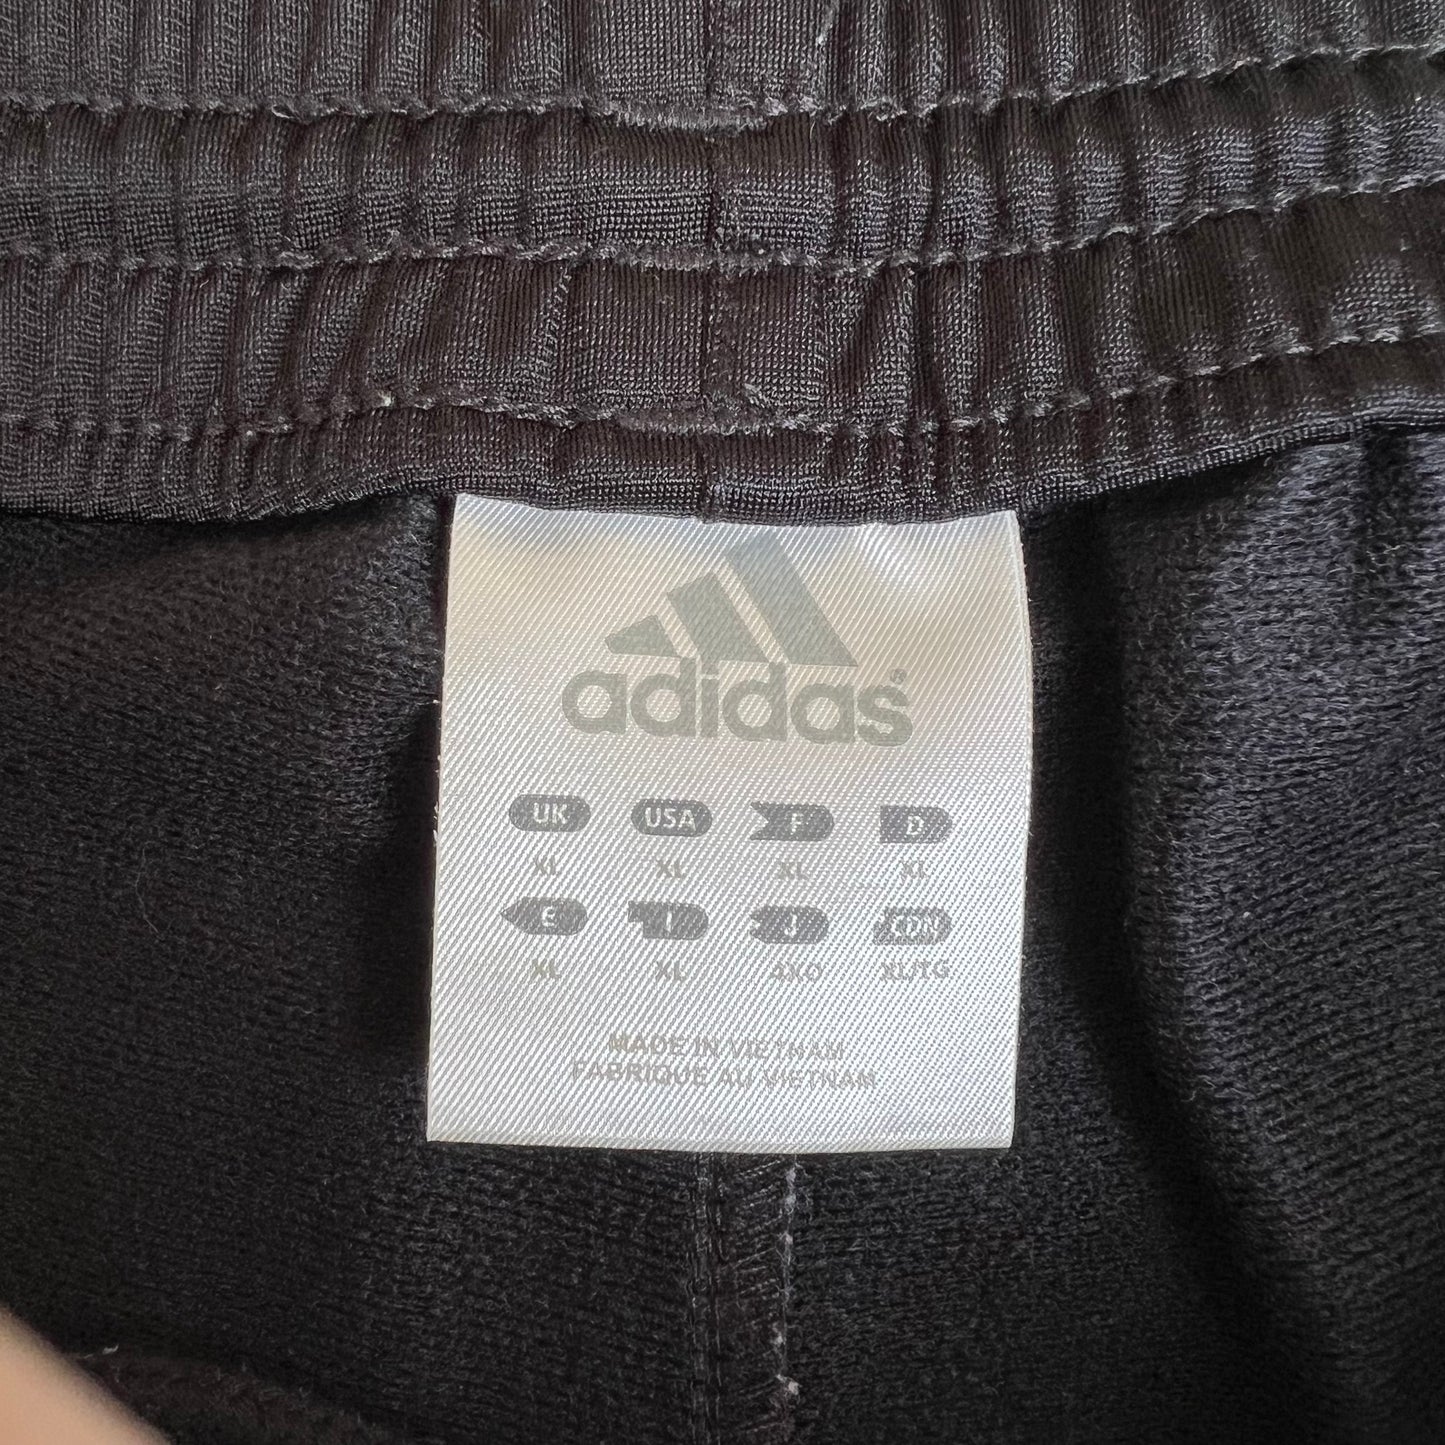 adidas®
UK USA F D
XL XL XL XL
E I J CDN
XL XL 4XO XL/TG
MADE IN VIETNAM
FABRIQUE AU VIETNAM